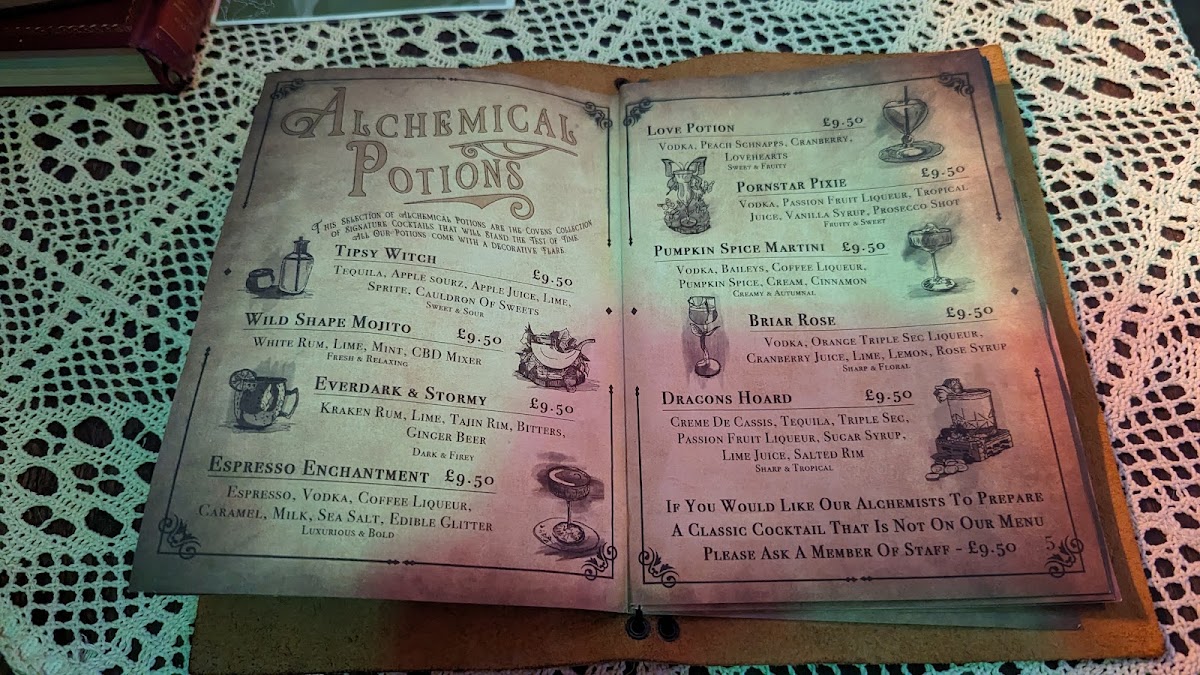 Alchemical
Potions
This selection of Alchemical Potions are the Covens Collection
of Signature Cocktails that will stand the Test of Time
All Our Potions come with a decorative flare
Tipsy Witch £9.50
Tequila, Apple sourz, Apple Juice, Lime,
Sprite, Cauldron Of Sweets
Sweet & Sour
Wild Shape Mojito £9.50
White Rum, Lime, Mint, CBD Mixer
Fresh & Relaxing
Everdark & Stormy £9.50
Kraken Rum, Lime, Tajin Rim, Bitters,
Ginger Beer
Dark & Firey
Espresso Enchantment £9.50
Espresso, Vodka, Coffee Liqueur,
Caramel, Milk, Sea Salt, Edible Glitter
Luxurious & Bold
Love Potion £9.50
Vodka, Peach Schnapps, Cranberry,
Lovehearts
Sweet & Fruity
Pornstar Pixie £9.50
Vodka, Passion Fruit Liqueur, Tropical
Juice, Vanilla Syrup, Prosecco Shot
Fruity & Sweet
Pumpkin Spice Martini £9.50
Vodka, Baileys, Coffee Liqueur,
Pumpkin Spice, Cream, Cinnamon
Creamy & Autumnal
Briar Rose £9.50
Vodka, Orange Triple Sec Liqueur,
Cranberry Juice, Lime, Lemon, Rose Syrup
Sharp & Floral
Dragons Hoard £9.50
Creme De Cassis, Tequila, Triple Sec,
Passion Fruit Liqueur, Sugar Syrup,
Lime Juice, Salted Rim
Sharp & Tropical
If You Would Like Our Alchemists To Prepare
A Classic Cocktail That Is Not On Our Menu
Please Ask A Member Of Staff - £9.50
5